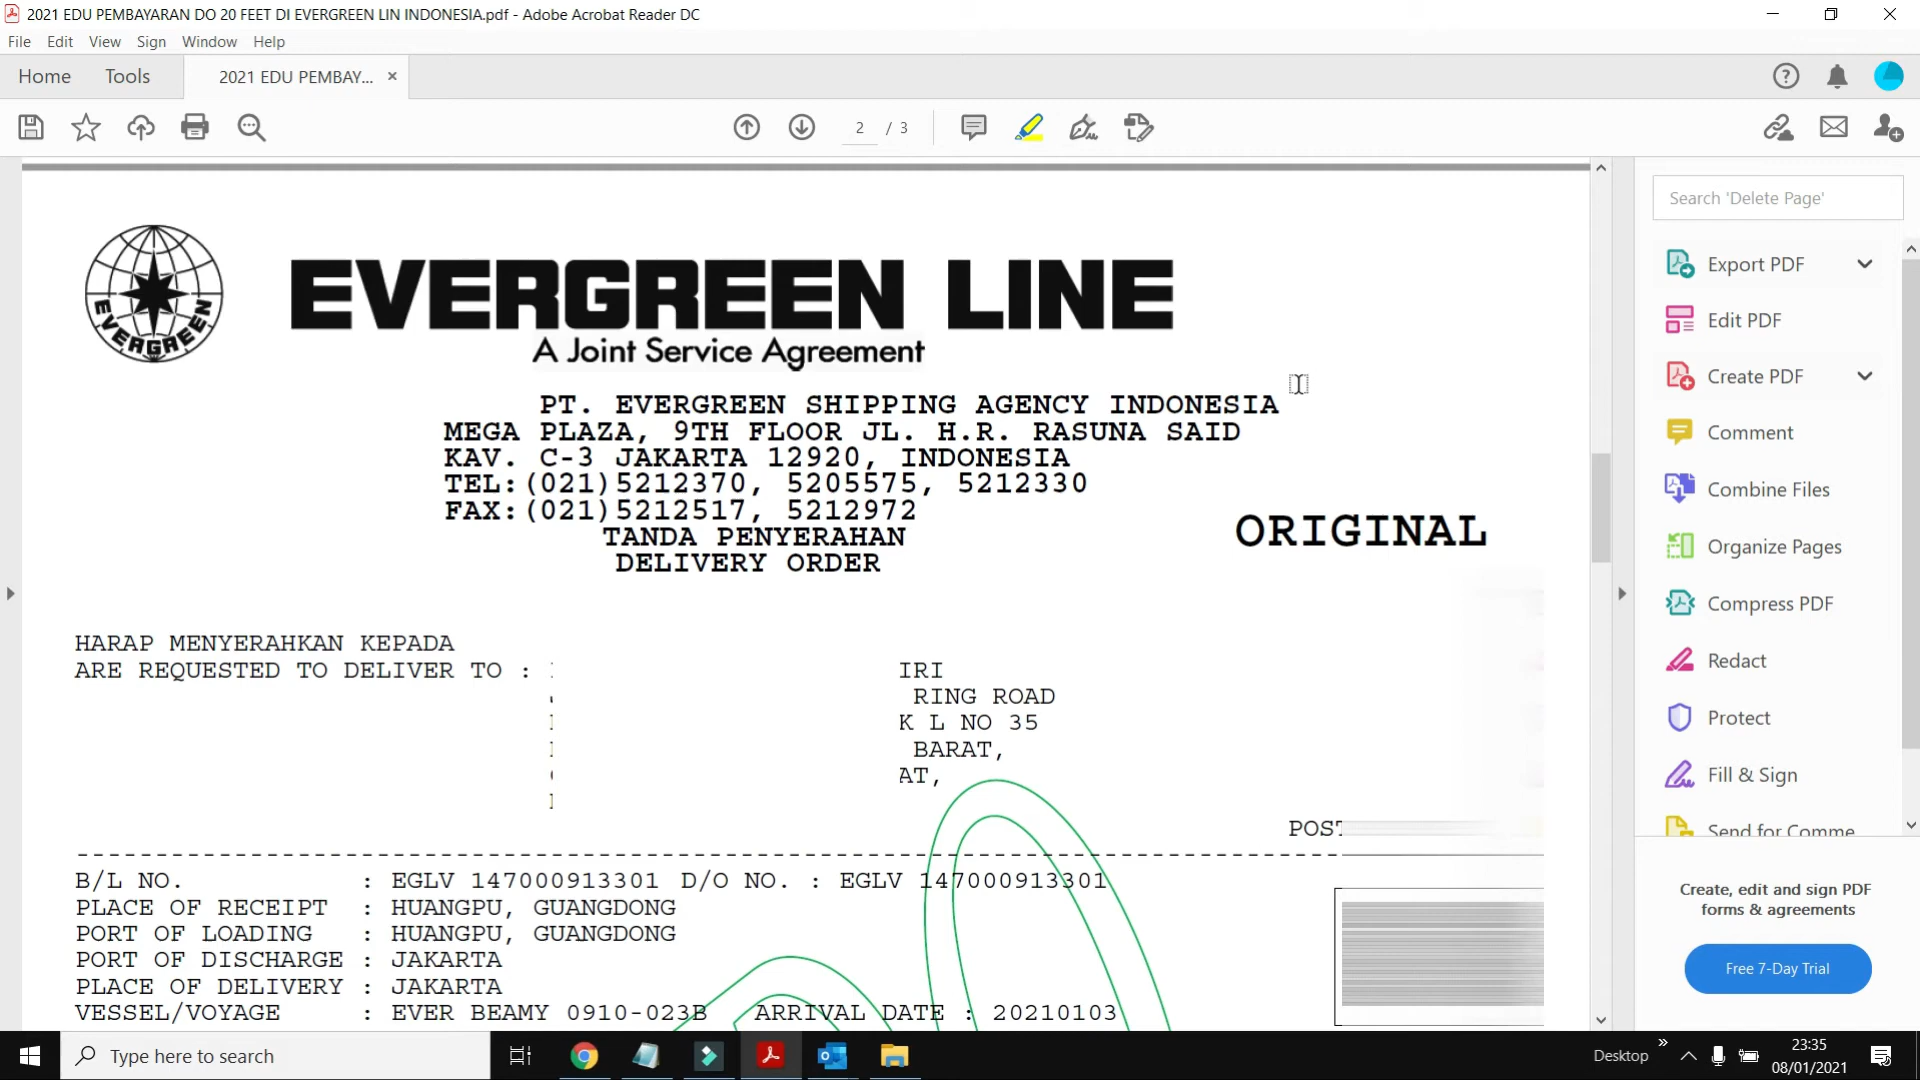 2021 EDU PEMBAYARAN DO 20 FEET DI EVERGREEN LIN INDONESIA.pdf - Adobe Acrobat Reader DC
File Edit View Sign Window Help
Home Tools 2021 EDU PEMBAY...
2 / 3
Search 'Delete Page'
Export PDF
Edit PDF
Create PDF
Comment
Combine Files
Organize Pages
Compress PDF
Redact
Protect
Fill & Sign
Send for Comme
Create, edit and sign PDF
forms & agreements
Free 7-Day Trial
EVERGREEN
EVERGREEN LINE
A Joint Service Agreement
PT. EVERGREEN SHIPPING AGENCY INDONESIA
MEGA PLAZA, 9TH FLOOR JL. H.R. RASUNA SAID
KAV. C-3 JAKARTA 12920, INDONESIA
TEL:(021)5212370, 5205575, 5212330
FAX:(021)5212517, 5212972
TANDA PENYERAHAN
DELIVERY ORDER
ORIGINAL
HARAP MENYERAHKAN KEPADA
ARE REQUESTED TO DELIVER TO : IRI
RING ROAD
K L NO 35
BARAT,
AT,
POST
B/L NO. : EGLV 147000913301 D/O NO. : EGLV 147000913301
PLACE OF RECEIPT : HUANGPU, GUANGDONG
PORT OF LOADING : HUANGPU, GUANGDONG
PORT OF DISCHARGE : JAKARTA
PLACE OF DELIVERY : JAKARTA
VESSEL/VOYAGE : EVER BEAMY 0910-023B ARRIVAL DATE : 20210103
Type here to search
Desktop
23:35
08/01/2021